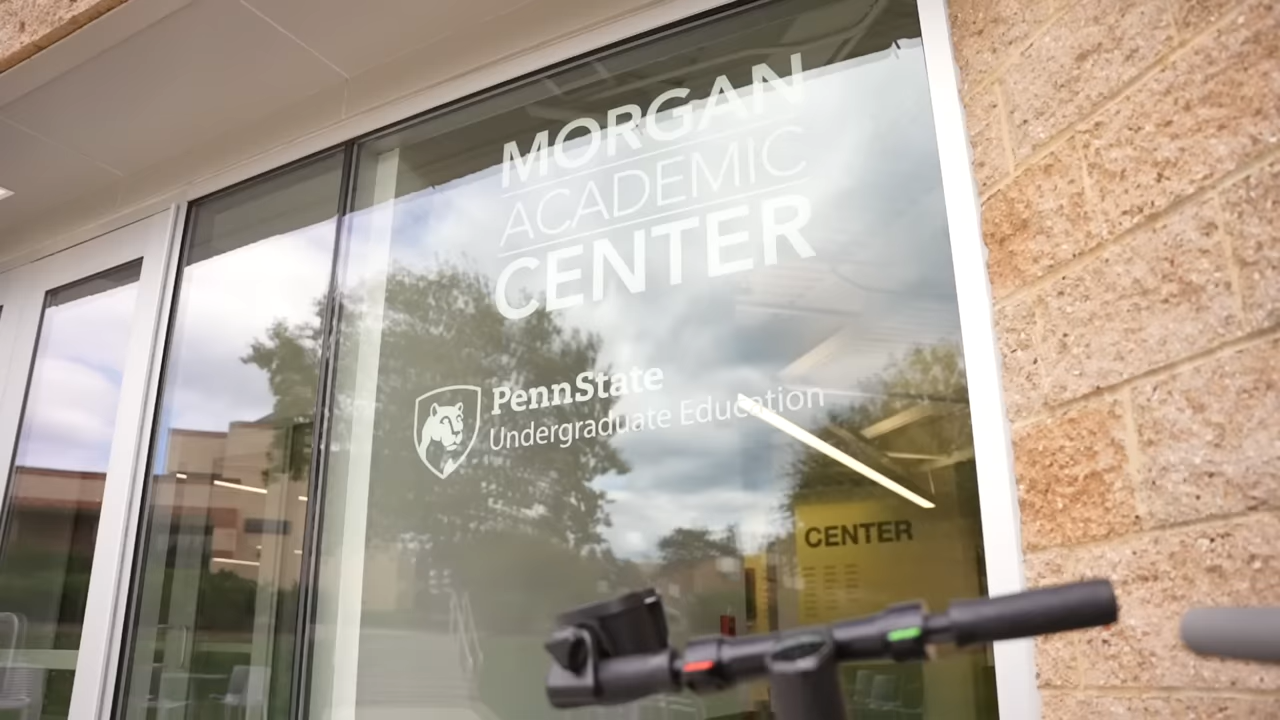 MORGAN
ACADEMIC
CENTER
PennState
Undergraduate Education
CENTER